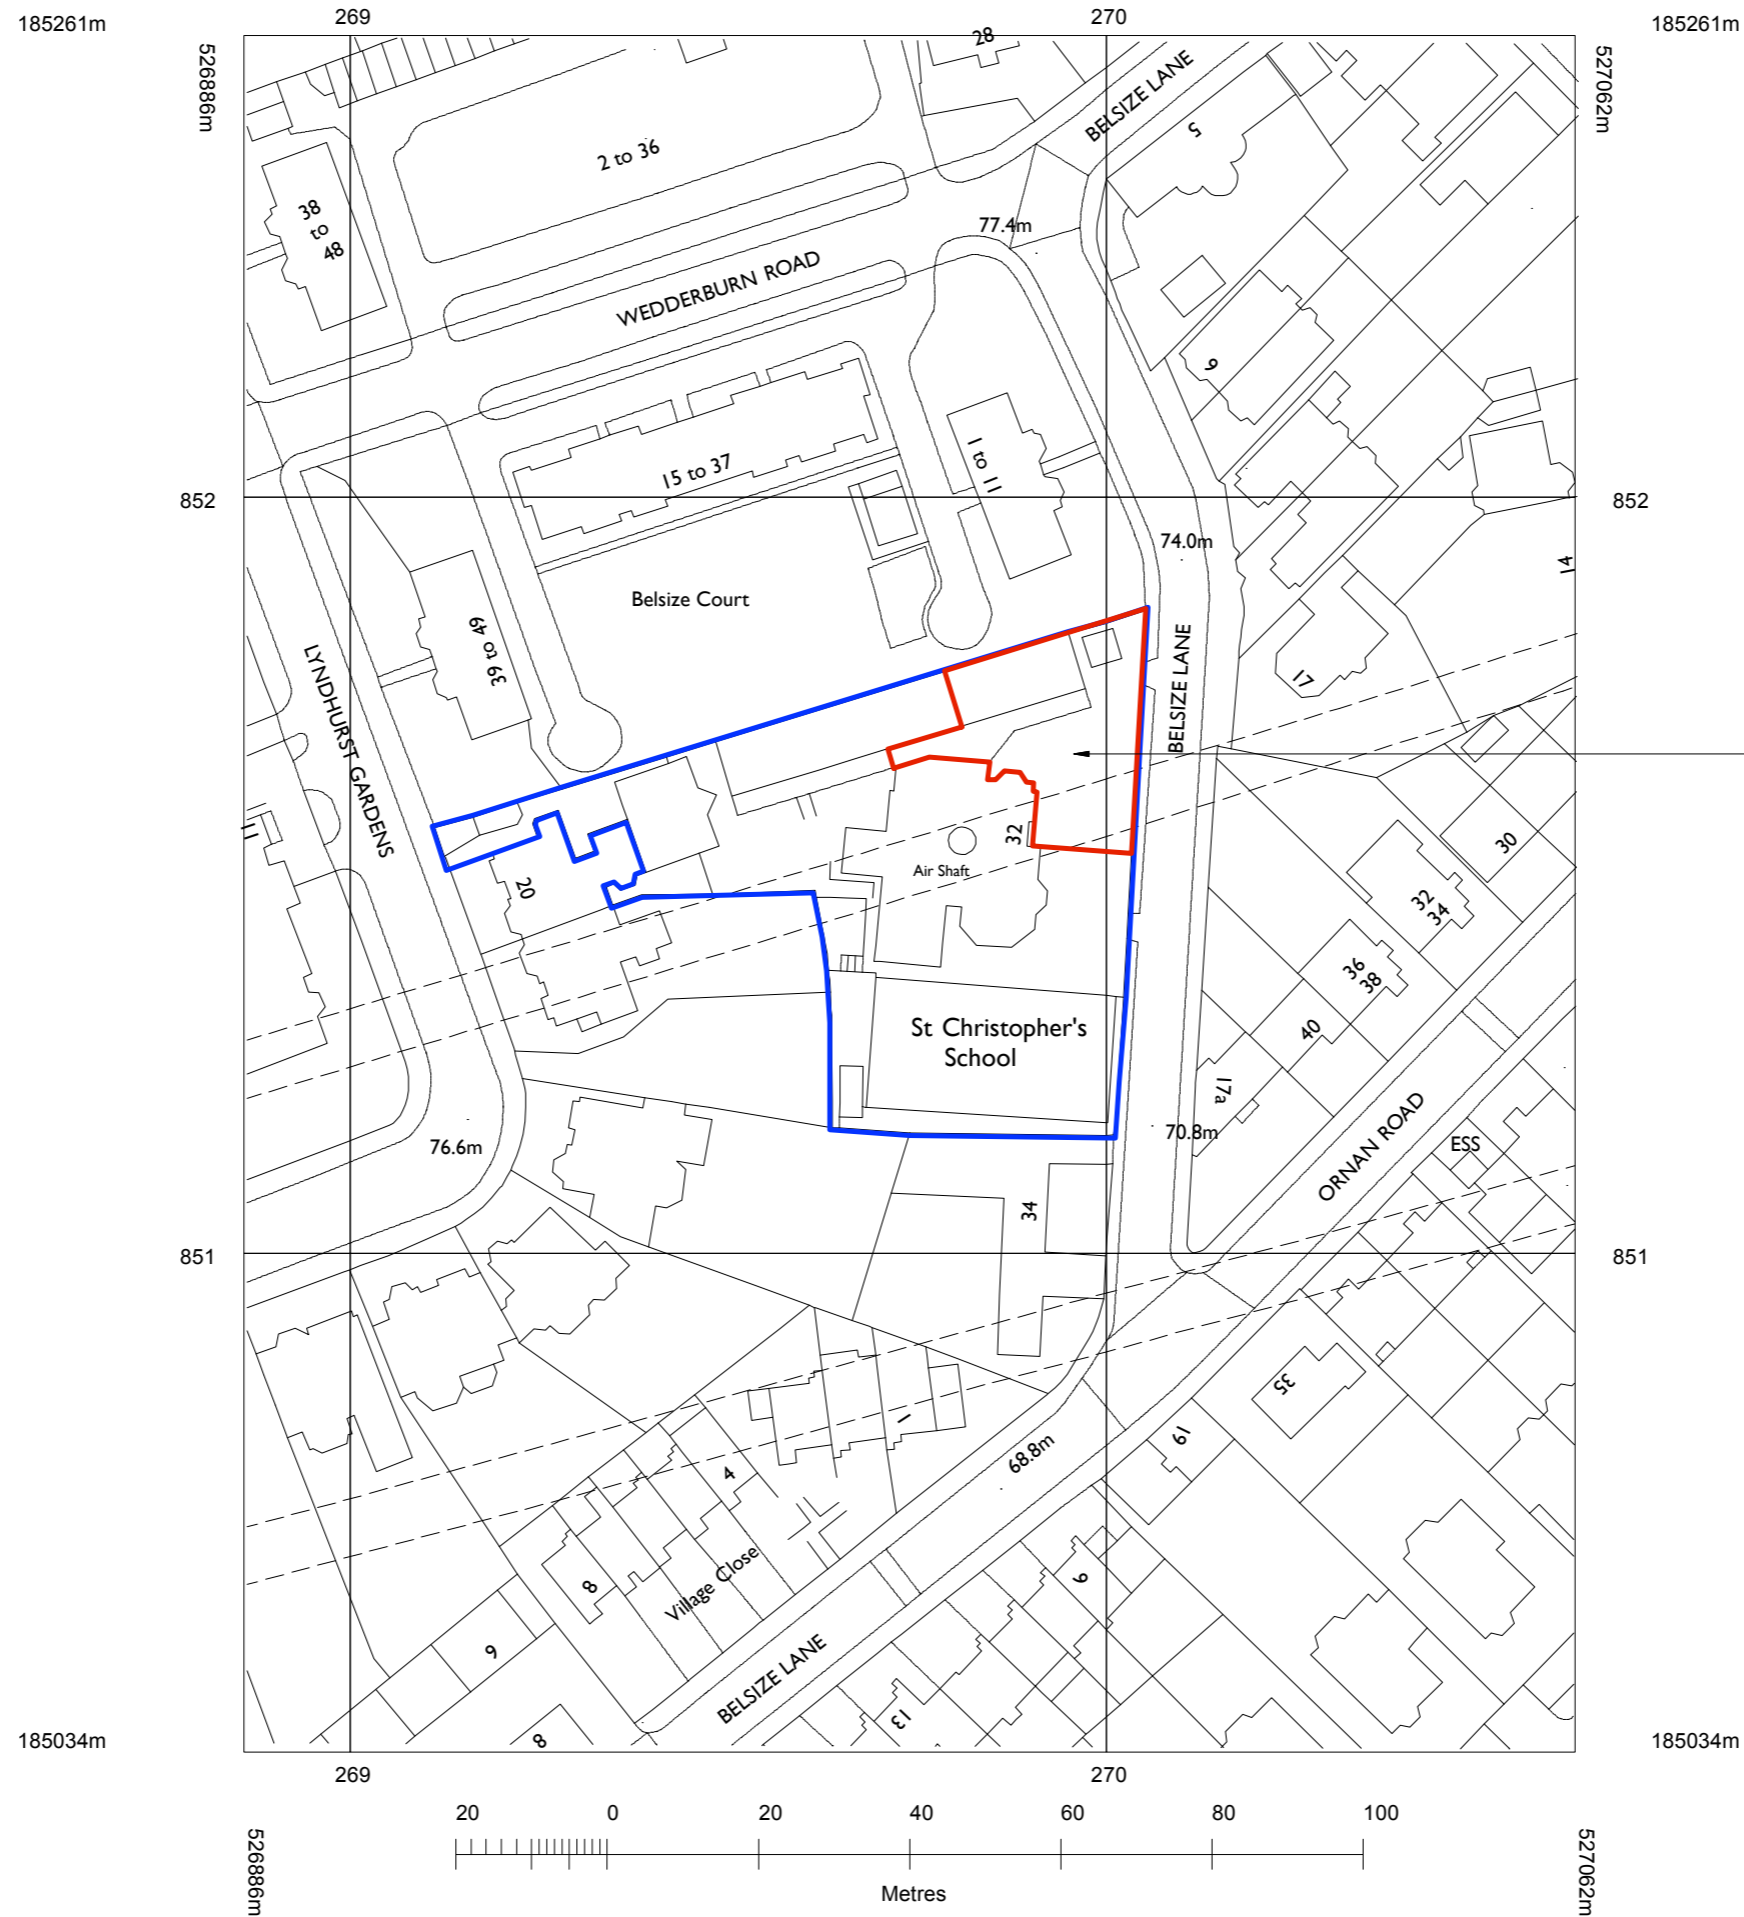 269
270
185261m
185261m
526886m
527062m
28
BELSIZE LANE
5
2 to 36
38
to
48
77.4m
WEDDERBURN ROAD
9
15 to 37
1 to 11
852
852
74.0m
14
Belsize Court
39 to 49
LYNDHURST GARDENS
BELSIZE LANE
17
11
32
30
Air Shaft
20
32
34
36
38
St Christopher's
School
40
17a
76.6m
70.8m
ORNAN ROAD
ESS
34
851
851
35
1
19
68.8m
4
Village Close
8
9
9
BELSIZE LANE
13
8
185034m
185034m
269
270
20
0
20
40
60
80
100
Metres
526886m
527062m